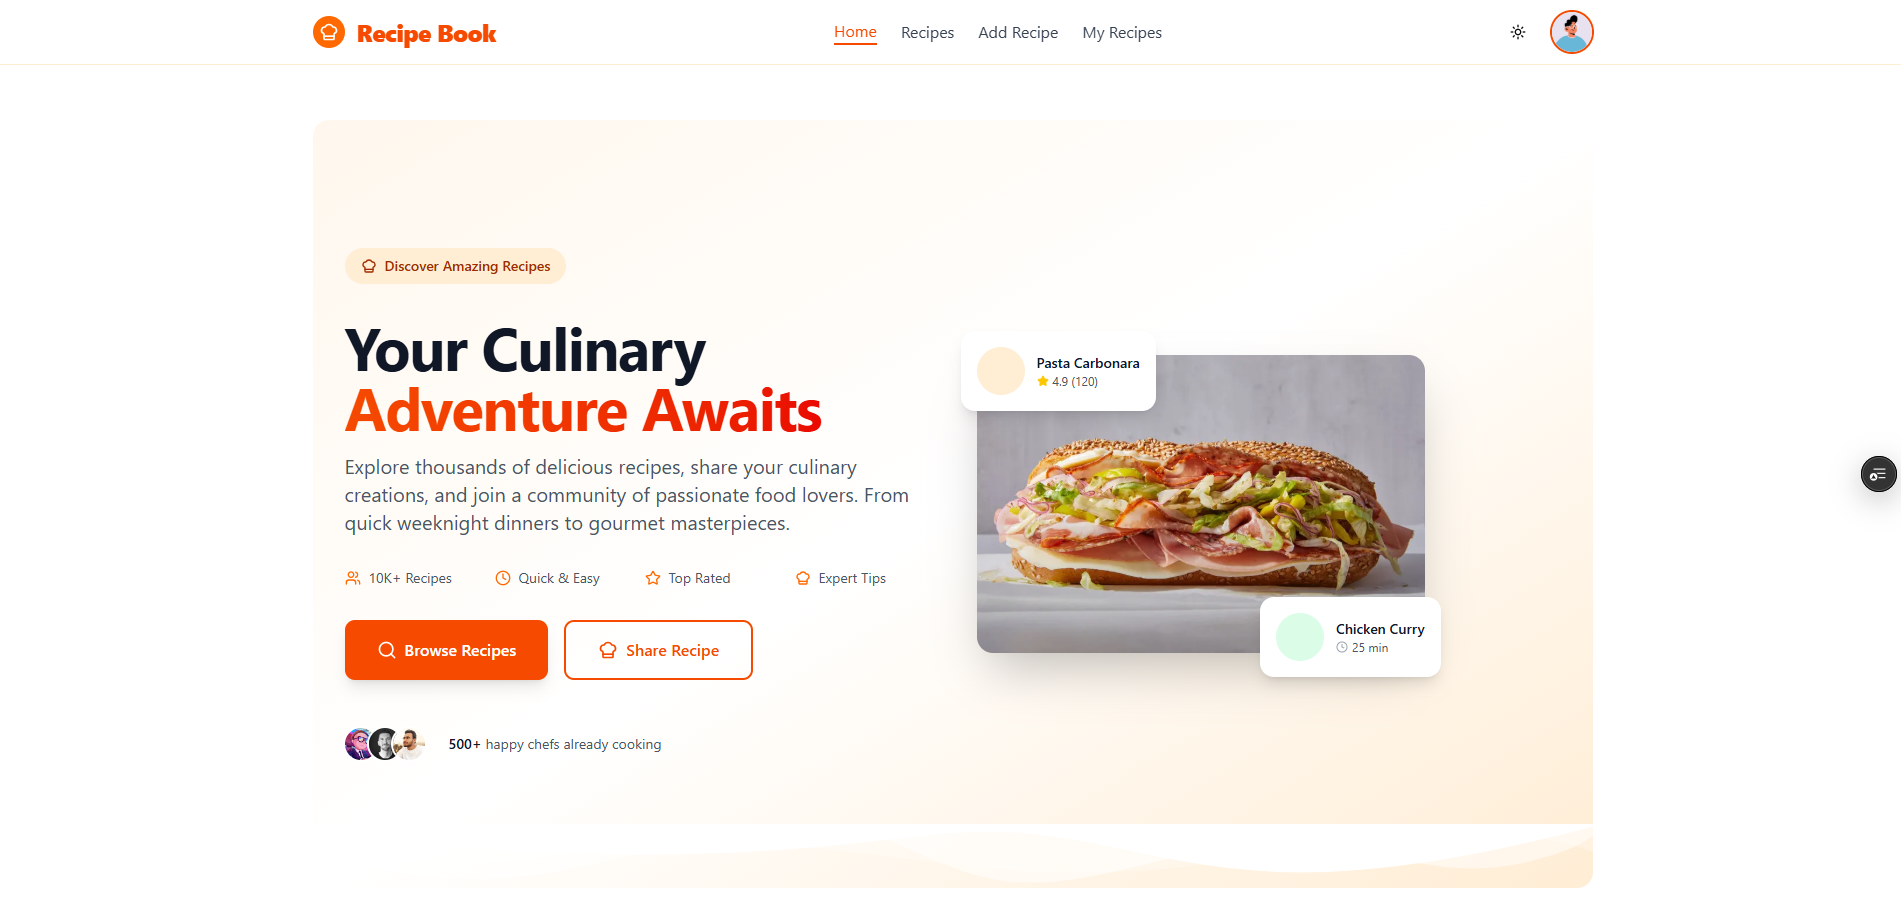 Recipe Book
Home
Recipes
Add Recipe
My Recipes
Discover Amazing Recipes
Your Culinary
Adventure Awaits
Explore thousands of delicious recipes, share your culinary
creations, and join a community of passionate food lovers. From
quick weeknight dinners to gourmet masterpieces.
10K+ Recipes
Quick & Easy
Top Rated
Expert Tips
Browse Recipes
Share Recipe
500+ happy chefs already cooking
Pasta Carbonara
4.9 (120)
Chicken Curry
25 min